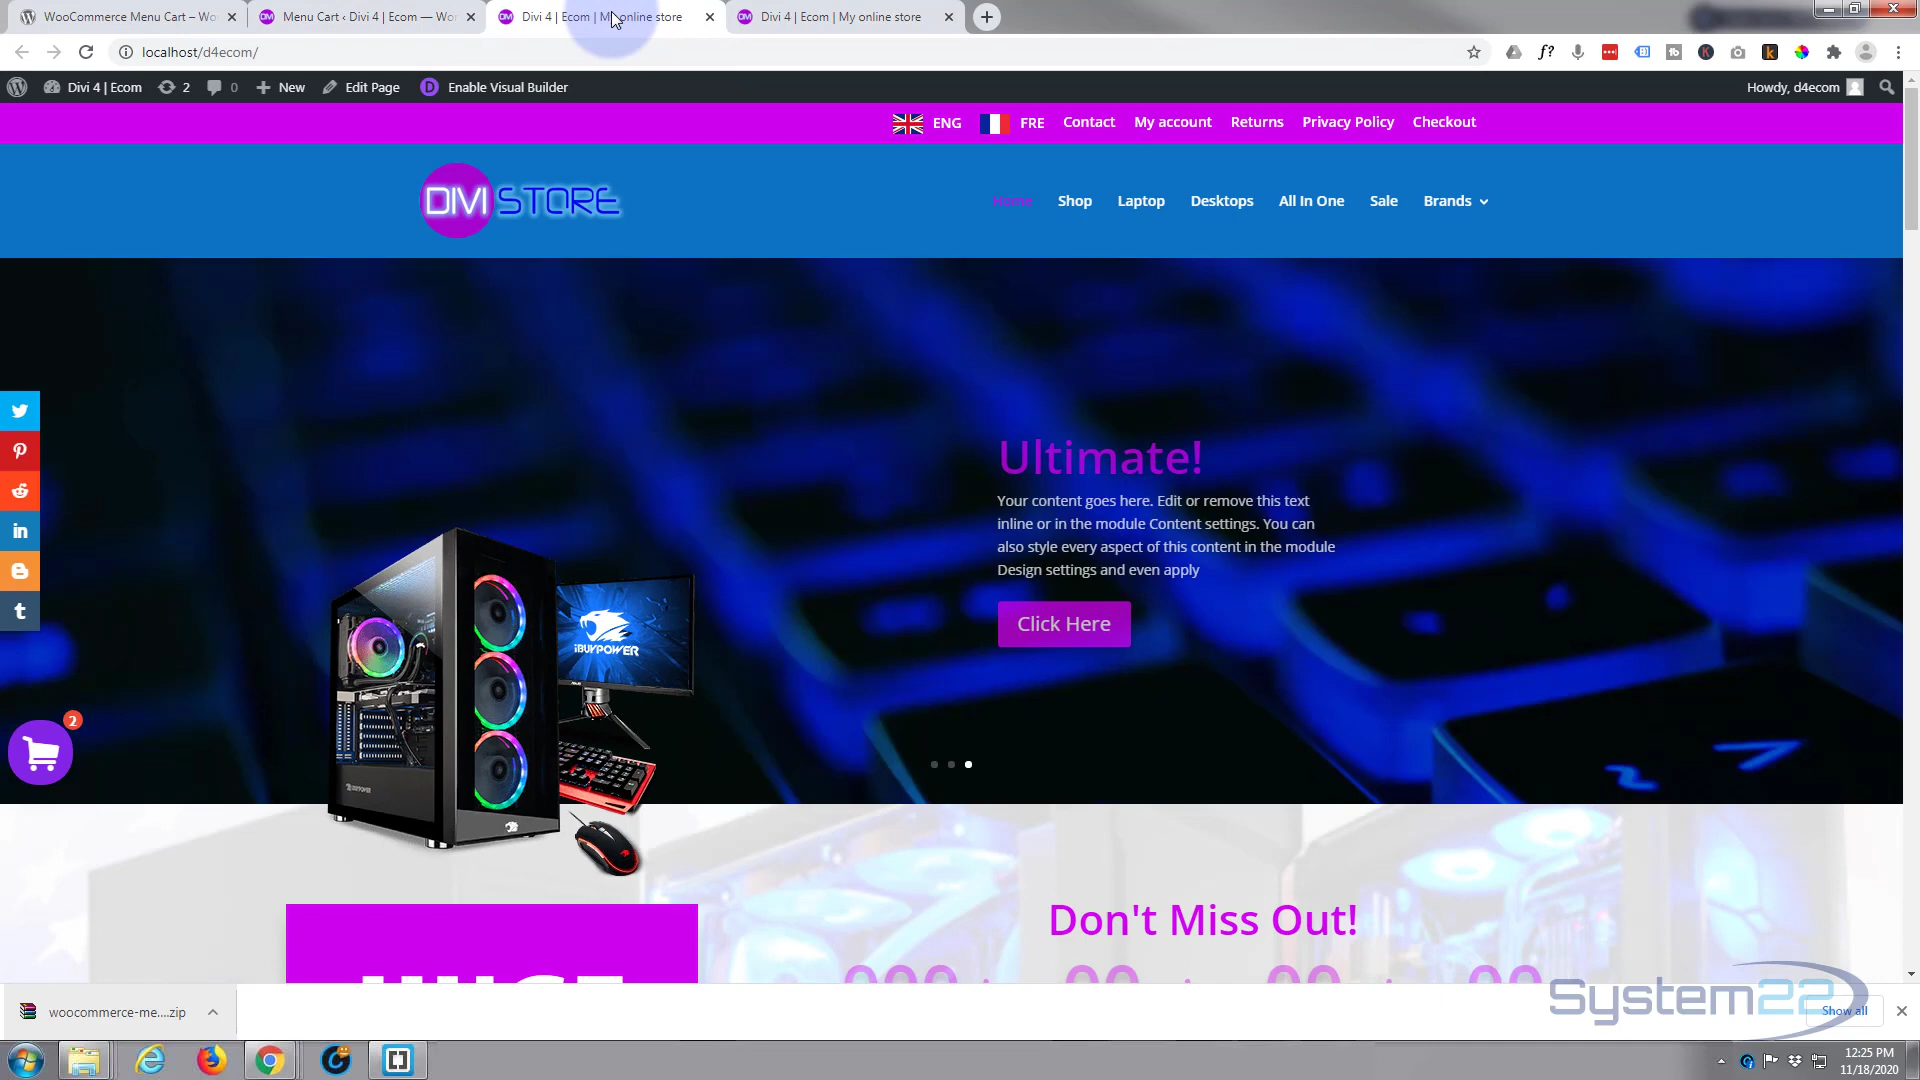 WooCommerce Menu Cart – Wo
Menu Cart ‹ Divi 4 | Ecom — Wor
Divi 4 | Ecom | My online store
Divi 4 | Ecom | My online store
localhost/d4ecom/
Divi 4 | Ecom
2
0
New
Edit Page
Enable Visual Builder
Howdy, d4ecom
ENG
FRE
Contact
My account
Returns
Privacy Policy
Checkout
DIVI STORE
Home
Shop
Laptop
Desktops
All In One
Sale
Brands
Ultimate!
Your content goes here. Edit or remove this text
inline or in the module Content settings. You can
also style every aspect of this content in the module
Design settings and even apply
Click Here
iBUYPOWER
2
Don't Miss Out!
000 : 00 : 00 : 00
woocommerce-me....zip
System22
Show all
12:25 PM
11/18/2020